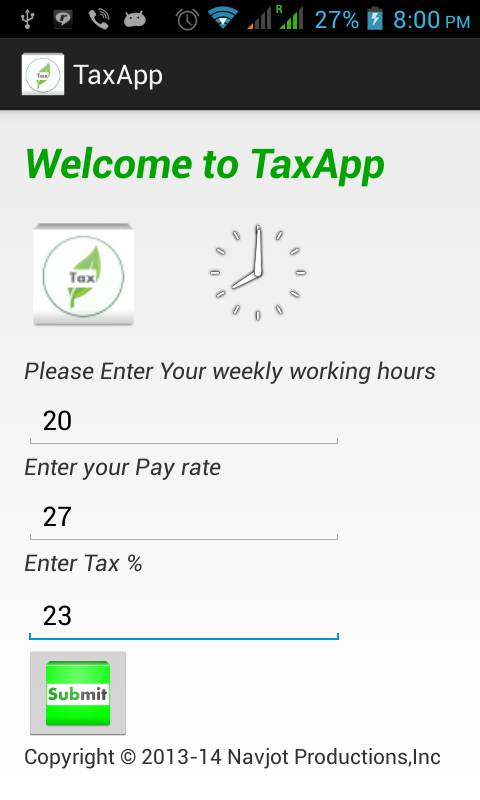 R 27% 8:00 PM
Tax TaxApp
Welcome to TaxApp
Tax
Please Enter Your weekly working hours
20
Enter your Pay rate
27
Enter Tax %
23
Submit
Copyright © 2013-14 Navjot Productions,Inc